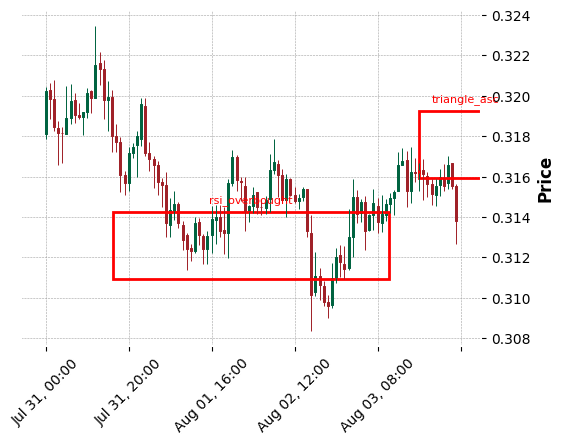 0.324
0.322
0.320
triangle_asc
0.318
0.316
Price
rsi_overbought
0.314
0.312
0.310
0.308
Jul 31, 00:00
Jul 31, 20:00
Aug 01, 16:00
Aug 02, 12:00
Aug 03, 08:00